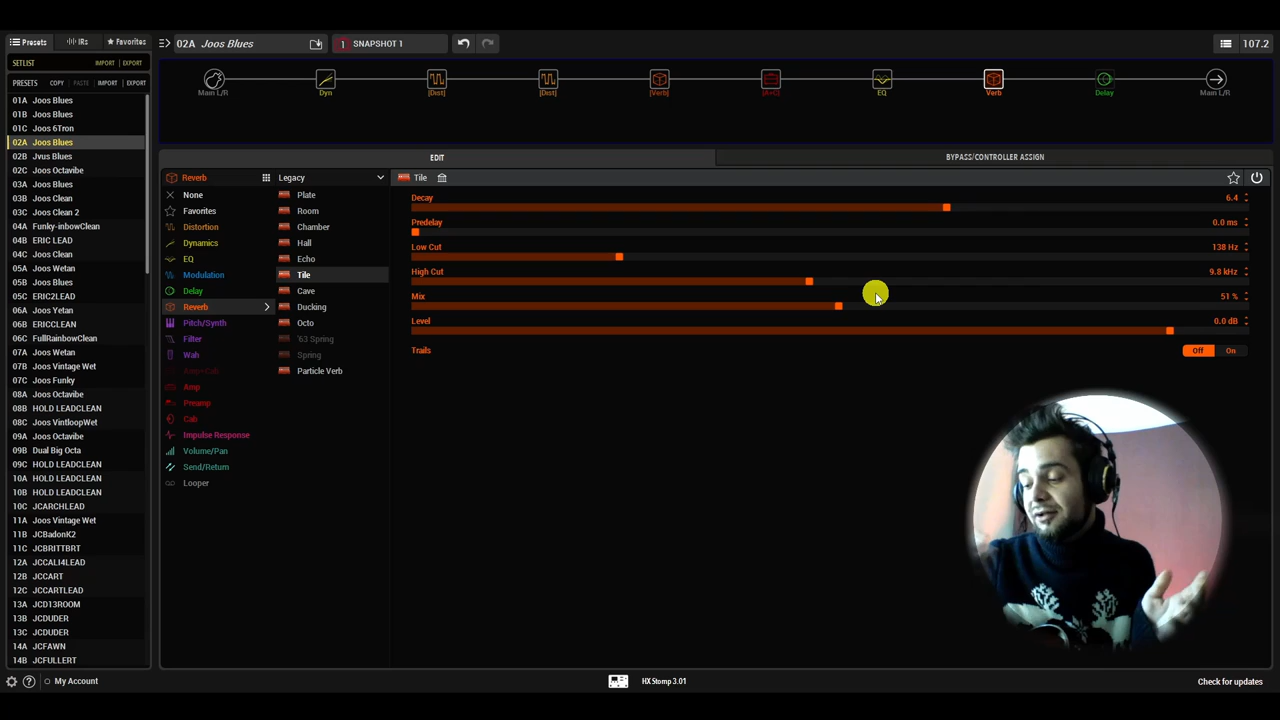 Presets IRs Favorites
02A Joos Blues
1 SNAPSHOT 1
107.2
SETLIST IMPORT | EXPORT
PRESETS COPY PASTE IMPORT | EXPORT
01A Joos Blues
01B Joos Blues
01C Joos 6Tron
02A Joos Blues
02B Jvus Blues
02C Joos Octavibe
03A Joos Blues
03B Joos Clean
03C Joos Clean 2
04A Funky-inbowClean
04B ERIC LEAD
04C Joos Clean
05A Joos Wetan
05B Joos Blues
05C ERIC2LEAD
06A Joos Yetan
06B ERICCLEAN
06C FullRainbowClean
07A Joos Wetan
07B Joos Vintage Wet
07C Joos Funky
08A Joos Octavibe
08B HOLD LEADCLEAN
08C Joos VintloopWet
09A Joos Octavibe
09B Dual Big Octa
09C HOLD LEADCLEAN
10A HOLD LEADCLEAN
10B HOLD LEADCLEAN
10C JCARCHLEAD
11A Joos Vintage Wet
11B JCBadonK2
11C JCBRITTBRT
12A JCCALI4LEAD
12B JCCART
12C JCCARTLEAD
13A JCD13ROOM
13B JCDUDER
13C JCDUDER
14A JCFAWN
14B JCFULLERT
Main L/R Dyn [Dist] [Dist] [Verb] [A+C] EQ Verb Delay Main L/R
EDIT
BYPASS/CONTROLLER ASSIGN
Reverb
None
Favorites
Distortion
Dynamics
EQ
Modulation
Delay
Reverb
Pitch/Synth
Filter
Wah
Amp+Cab
Amp
Preamp
Cab
Impulse Response
Volume/Pan
Send/Return
Looper
Legacy
Plate
Room
Chamber
Hall
Echo
Tile
Cave
Ducking
Octo
'63 Spring
Spring
Particle Verb
Tile
Decay 6.4
Predelay 0.0 ms
Low Cut 138 Hz
High Cut 9.8 kHz
Mix 51 %
Level 0.0 dB
Trails Off On
My Account
HX Stomp 3.01
Check for updates